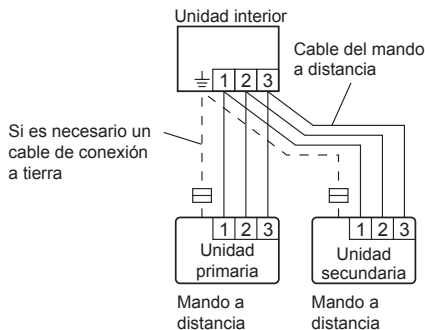 Unidad interior
1 2 3
Cable del mando
a distancia
Si es necesario un
cable de conexión
a tierra
1 2 3
Unidad
primaria
1 2 3
Unidad
secundaria
Mando a
distancia
Mando a
distancia